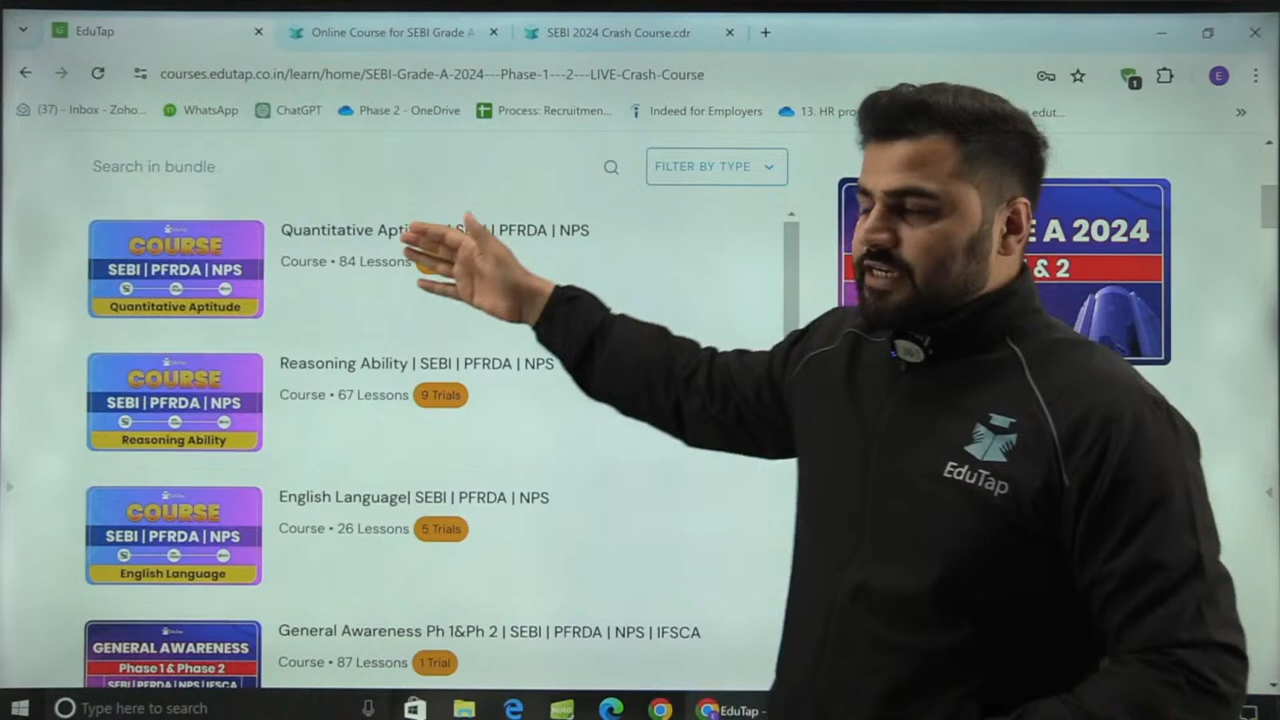 EduTap
Online Course for SEBI Grade A
SEBI 2024 Crash Course.cdr
courses.edutap.co.in/learn/home/SEBI-Grade-A-2024---Phase-1---2---LIVE-Crash-Course
1
E
(37) - Inbox - Zoho...
WhatsApp
ChatGPT
Phase 2 - OneDrive
Process: Recruitmen...
Indeed for Employers
13. HR pro
edut...
Search in bundle
FILTER BY TYPE
COURSE
SEBI | PFRDA | NPS
Quantitative Aptitude
Quantitative Apti
| PFRDA | NPS
Course • 84 Lessons
E A 2024
& 2
COURSE
SEBI | PFRDA | NPS
Reasoning Ability
Reasoning Ability | SEBI | PFRDA | NPS
Course • 67 Lessons
9 Trials
COURSE
SEBI | PFRDA | NPS
English Language
English Language| SEBI | PFRDA | NPS
Course • 26 Lessons
5 Trials
EduTap
GENERAL AWARENESS
Phase 1 & Phase 2
SEBI | PFRDA | NPS | IFSCA
General Awareness Ph 1&Ph 2 | SEBI | PFRDA | NPS | IFSCA
Course • 87 Lessons
1 Trial
Type here to search
EduTap -